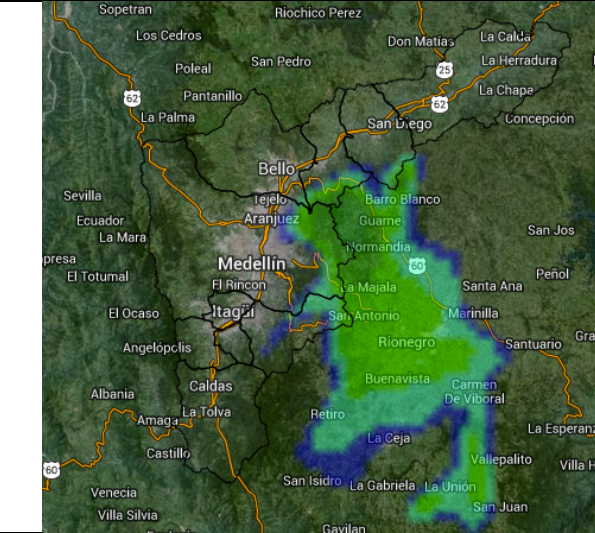 Sopetran
Riochico Perez
Los Cedros
Don Matías
La Calda
Poleal
San Pedro
La Herradura
25
62
Pantanillo
62
La Chapa
La Palma
San Diego
Concepción
Bello
Sevilla
Tejelo
Barro Blanco
Ecuador
Aranjuez
Guarne
La Mara
Normandia
San Jos
presa
Medellín
60
El Totumal
El Rincon
La Majala
Santa Ana
Peñol
El Ocaso
Itagüí
San Antonio
Marinilla
Angelópolis
Rionegro
Santuario
Gra
Caldas
Buenavista
Carmen
De Viboral
Albania
Amaga
La Tolva
Retiro
La Esperanz
Castillo
La Ceja
60
Vallepalito
Villa H
Venecia
San Isidro
La Gabriela
La Unión
Villa Silvia
San Juan
Gavilan